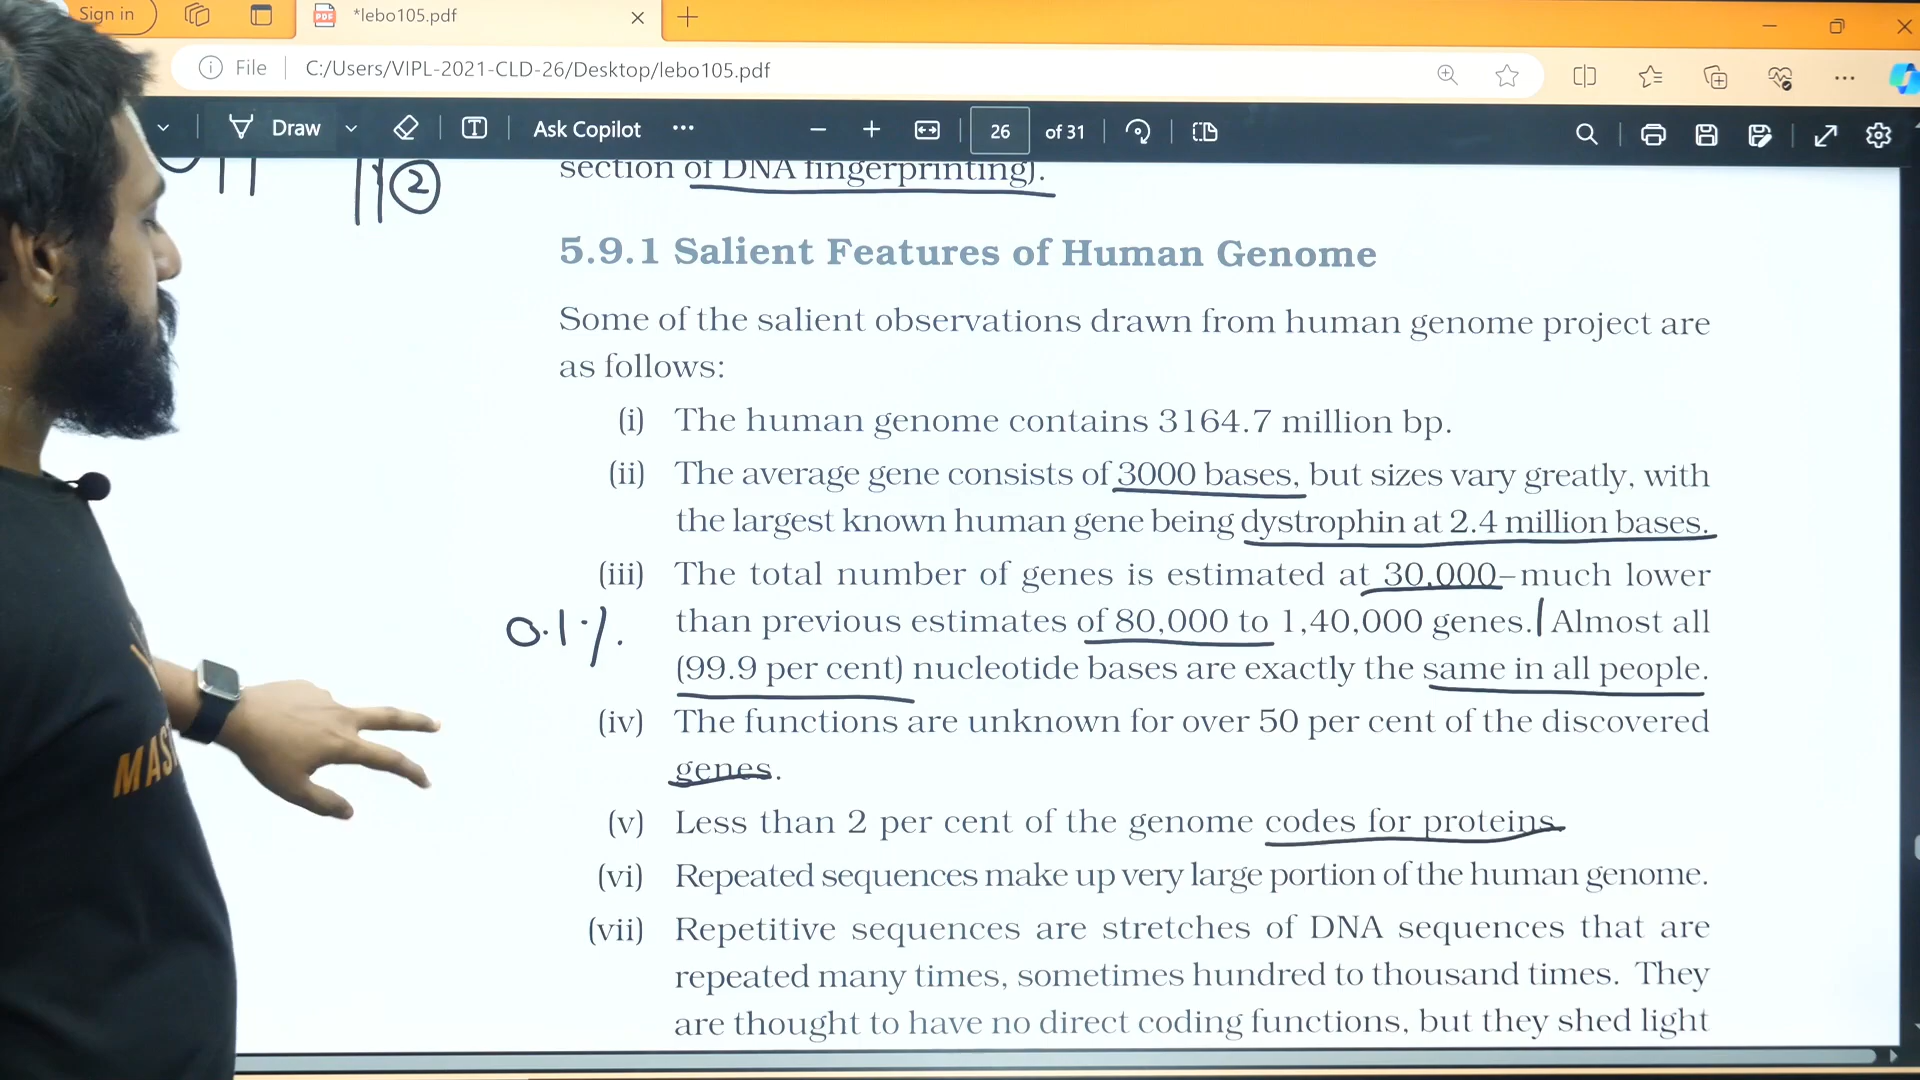 Sign in
*lebo105.pdf
File
C:/Users/VIPL-2021-CLD-26/Desktop/lebo105.pdf
Draw
Ask Copilot
26 of 31
2
section of DNA fingerprinting).
5.9.1 Salient Features of Human Genome
Some of the salient observations drawn from human genome project are
as follows:
(i) The human genome contains 3164.7 million bp.
(ii) The average gene consists of 3000 bases, but sizes vary greatly, with
the largest known human gene being dystrophin at 2.4 million bases.
(iii) The total number of genes is estimated at 30,000–much lower
0.1%.
than previous estimates of 80,000 to 1,40,000 genes. Almost all
(99.9 per cent) nucleotide bases are exactly the same in all people.
(iv) The functions are unknown for over 50 per cent of the discovered
genes.
(v) Less than 2 per cent of the genome codes for proteins.
(vi) Repeated sequences make up very large portion of the human genome.
(vii) Repetitive sequences are stretches of DNA sequences that are
repeated many times, sometimes hundred to thousand times. They
are thought to have no direct coding functions, but they shed light
MAS